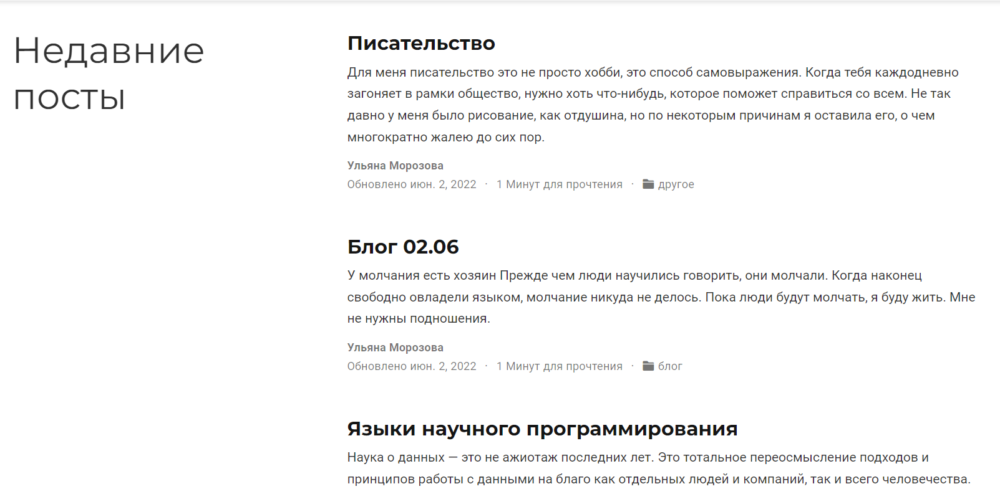 Недавние
посты
Писательство
Для меня писательство это не просто хобби, это способ самовыражения. Когда тебя каждодневно
загоняет в рамки общество, нужно хоть что-нибудь, которое поможет справиться со всем. Не так
давно у меня было рисование, как отдушина, но по некоторым причинам я оставила его, о чем
многократно жалею до сих пор.
Ульяна Морозова
Обновлено июн. 2, 2022 · 1 Минут для прочтения · другое
Блог 02.06
У молчания есть хозяин Прежде чем люди научились говорить, они молчали. Когда наконец
свободно овладели языком, молчание никуда не делось. Пока люди будут молчать, я буду жить. Мне
не нужны подношения.
Ульяна Морозова
Обновлено июн. 2, 2022 · 1 Минут для прочтения · блог
Языки научного программирования
Наука о данных — это не ажиотаж последних лет. Это тотальное переосмысление подходов и
принципов работы с данными на благо как отдельных людей и компаний, так и всего человечества.